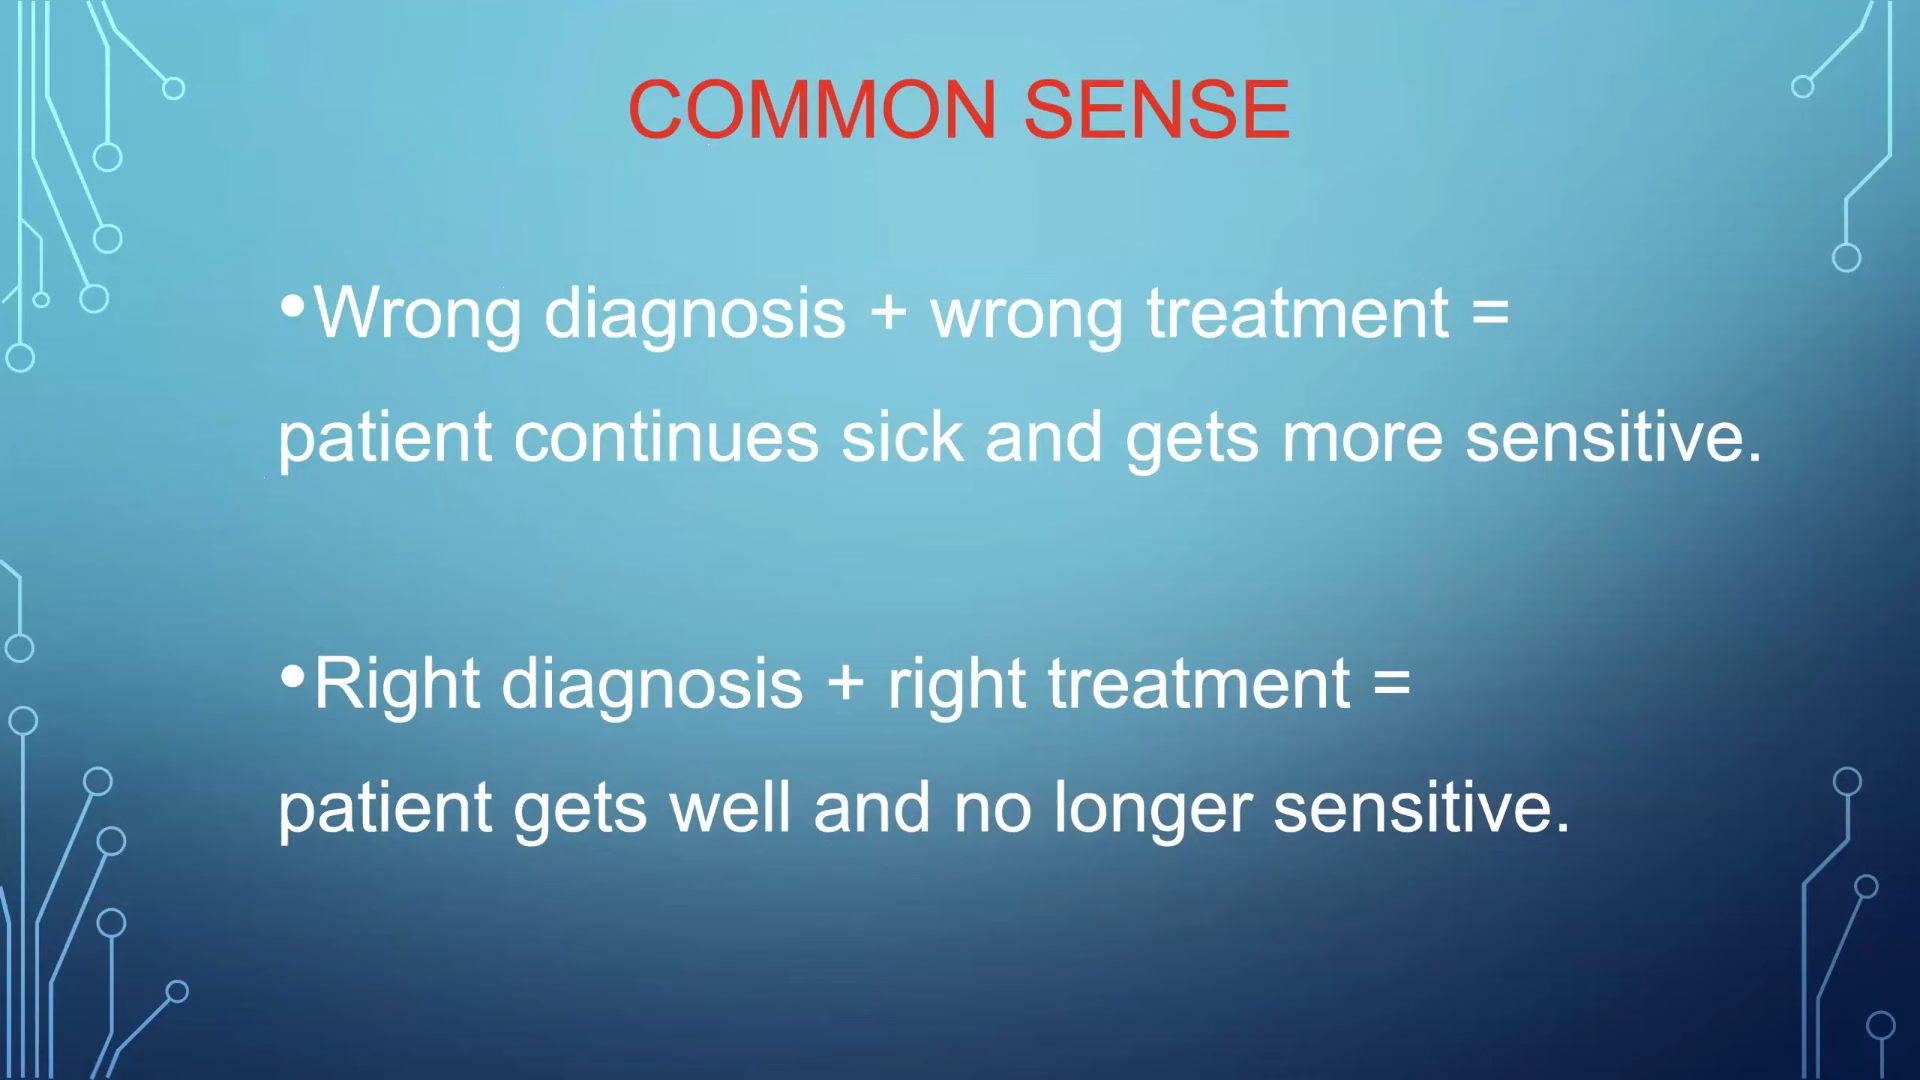 COMMON SENSE
•Wrong diagnosis + wrong treatment =
patient continues sick and gets more sensitive.
•Right diagnosis + right treatment =
patient gets well and no longer sensitive.